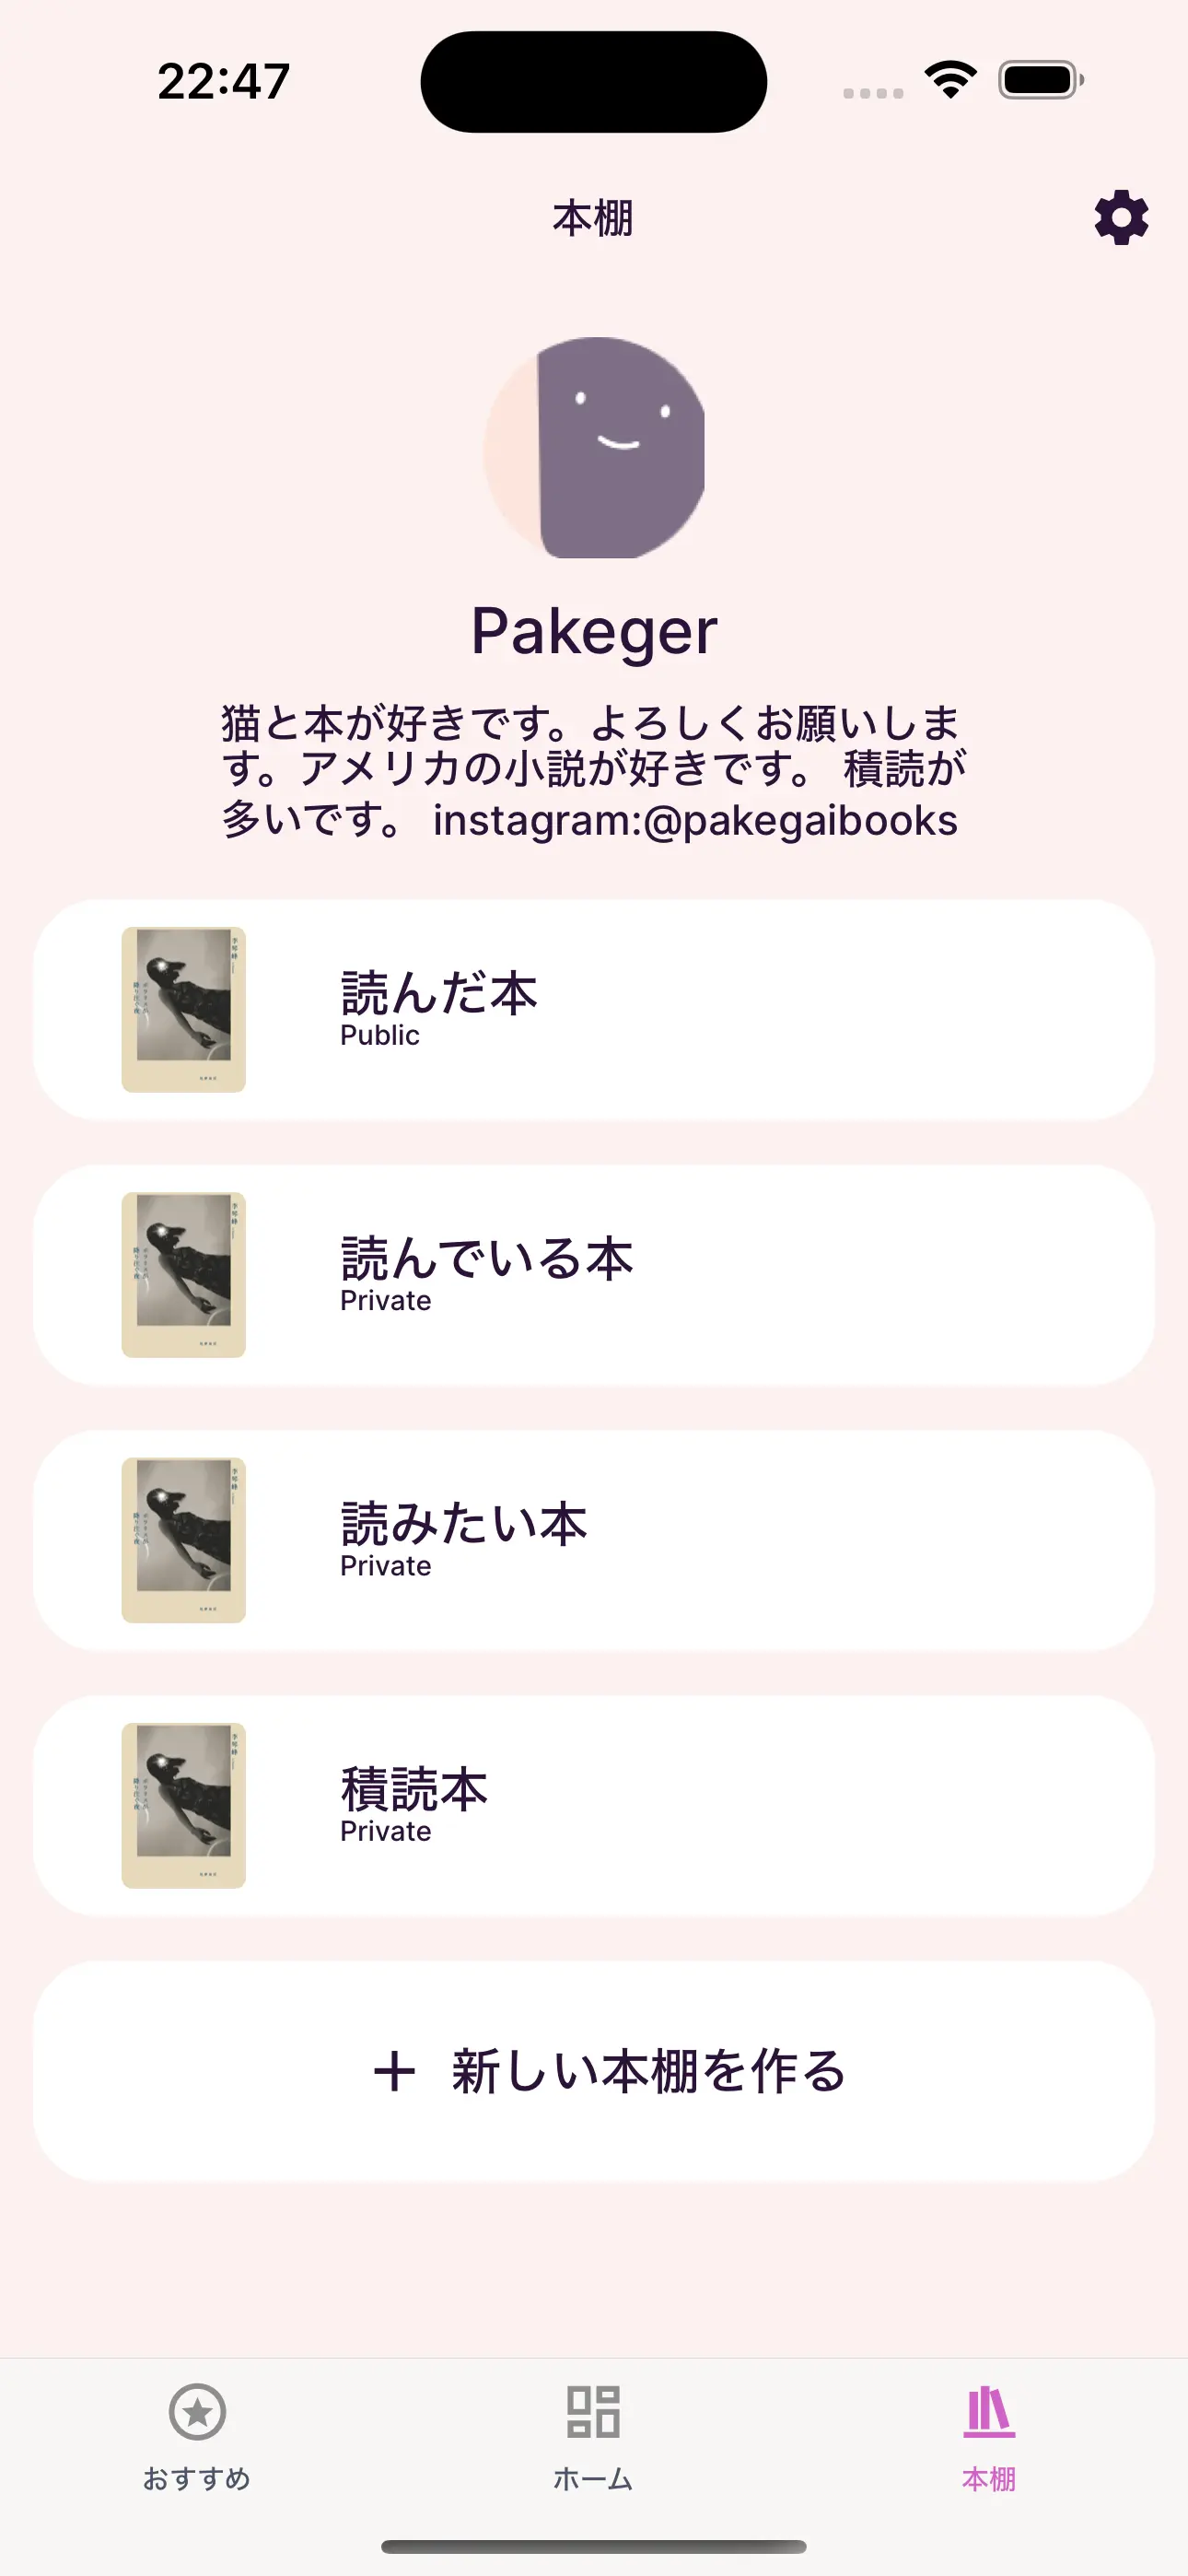 22:47
本棚
Pakeger
猫と本が好きです。よろしくお願いしま
す。アメリカの小説が好きです。 積読が
多いです。 instagram:@pakegaibooks
読んだ本
Public
読んでいる本
Private
読みたい本
Private
積読本
Private
+ 新しい本棚を作る
おすすめ
ホーム
本棚